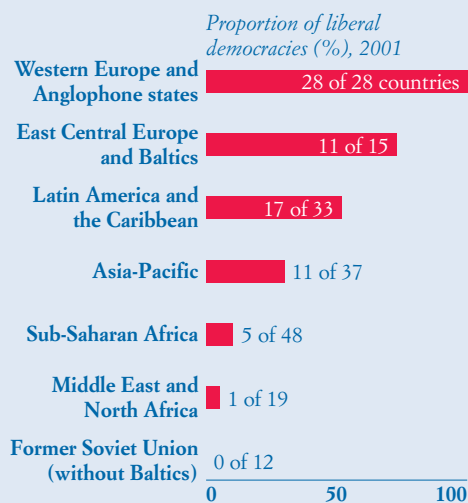 Proportion of liberal
democracies (%), 2001
Western Europe and
Anglophone states
28 of 28 countries
East Central Europe
and Baltics
11 of 15
Latin America and
the Caribbean
17 of 33
Asia-Pacific
11 of 37
Sub-Saharan Africa
5 of 48
Middle East and
North Africa
1 of 19
Former Soviet Union
(without Baltics)
0 of 12
0 50 100